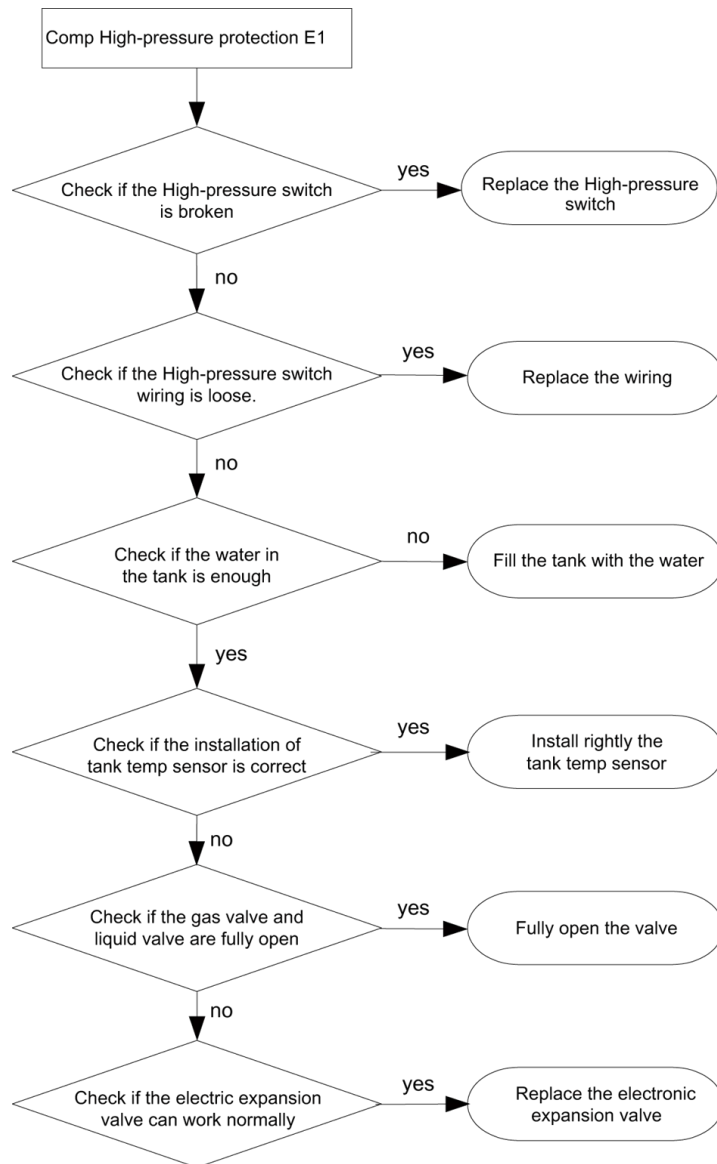 Comp High-pressure protection E1
Check if the High-pressure switch
is broken
yes
Replace the High-pressure
switch
no
Check if the High-pressure switch
wiring is loose.
yes
Replace the wiring
no
Check if the water in
the tank is enough
no
Fill the tank with the water
yes
Check if the installation of
tank temp sensor is correct
yes
Install rightly the
tank temp sensor
no
Check if the gas valve and
liquid valve are fully open
yes
Fully open the valve
no
Check if the electric expansion
valve can work normally
yes
Replace the electronic
expansion valve